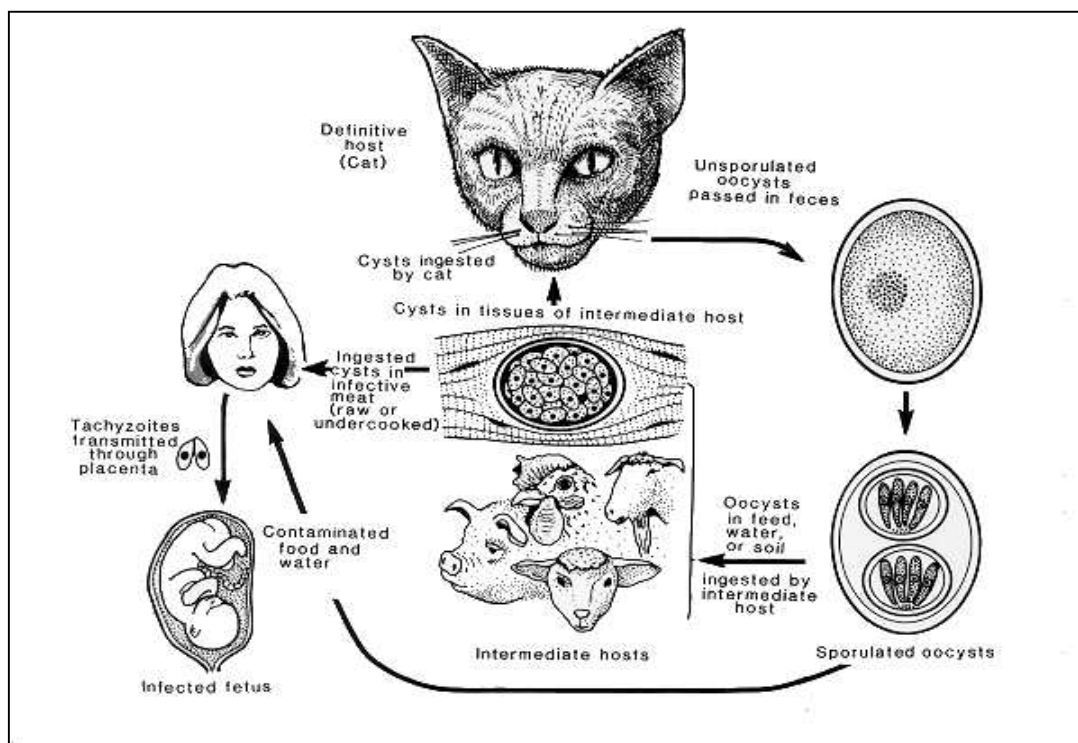 Definitive
host
(Cat)
Unsporulated
oocysts
passed in feces
Cysts ingested
by cat
Cysts in tissues of intermediate host
Ingested
cysts in
infective
meat
(raw or
undercooked)
Tachyzoites
transmitted
through
placenta
Contaminated
food and
water
Oocysts
in feed,
water,
or soil
ingested by
intermediate
host
Infected fetus
Intermediate hosts
Sporulated oocysts